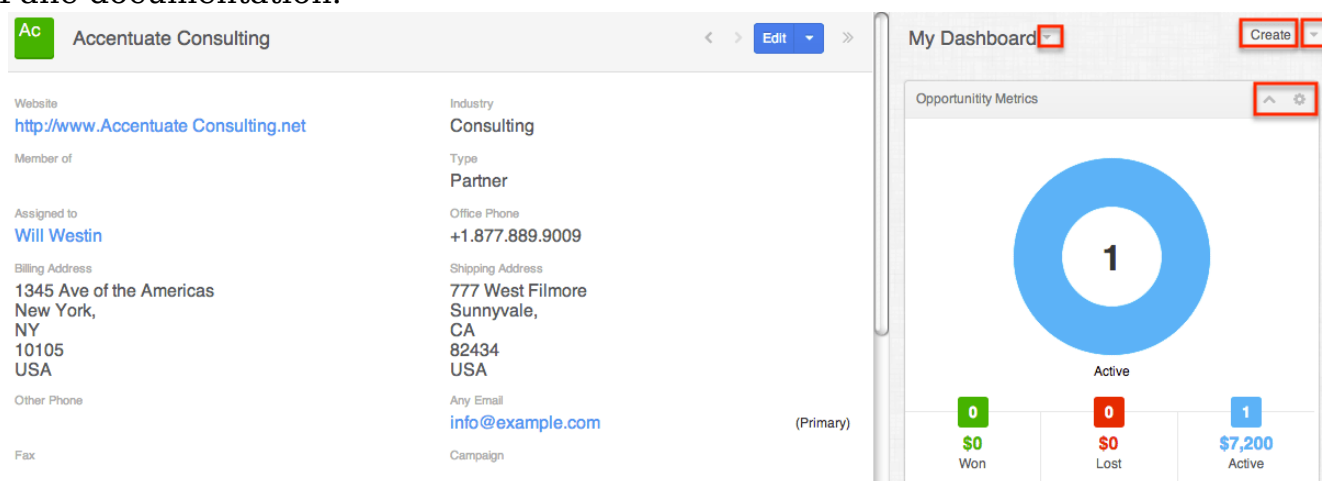 Ac
Accentuate Consulting
Edit
Website
http://www.Accentuate Consulting.net
Industry
Consulting
Member of
Type
Partner
Assigned to
Will Westin
Office Phone
+1.877.889.9009
Billing Address
1345 Ave of the Americas
New York,
NY
10105
USA
Shipping Address
777 West Filmore
Sunnyvale,
CA
82434
USA
Other Phone
Any Email
info@example.com
(Primary)
Fax
Campaign
My Dashboard
Create
Opportunitity Metrics
1
Active
0
$0
Won
0
$0
Lost
1
$7,200
Active